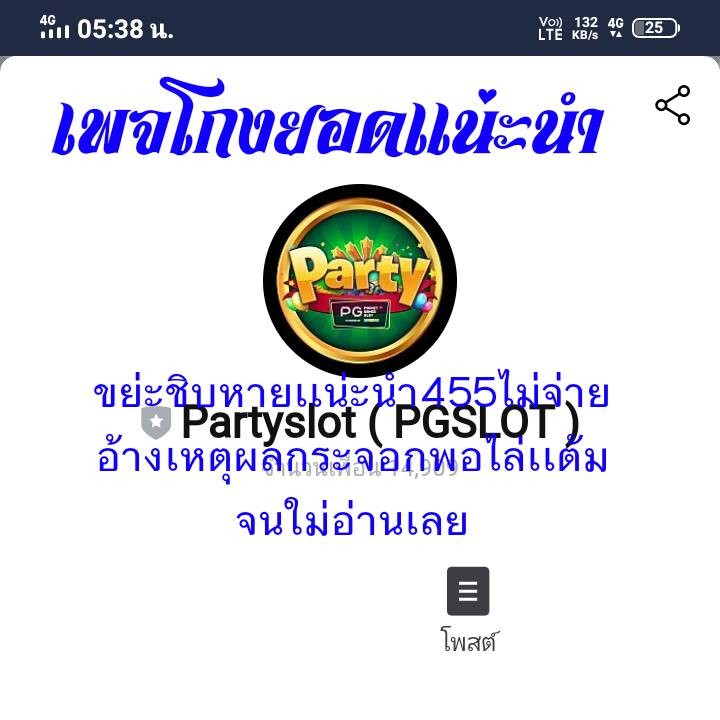 4G 05:38 น.
Vo)) LTE 132 KB/s 4G 25
เพจโกงยอดแน่ะนำ
Party
PG
ขย่ะชิบหายแน่ะนำ455ไม่จ่าย
Partyslot ( PGSLOT )
อ้างเหตุผลกระจอกพอไล่แต้ม
จำนวนเพื่อน 14,909
จนใม่อ่านเลย
โพสต์